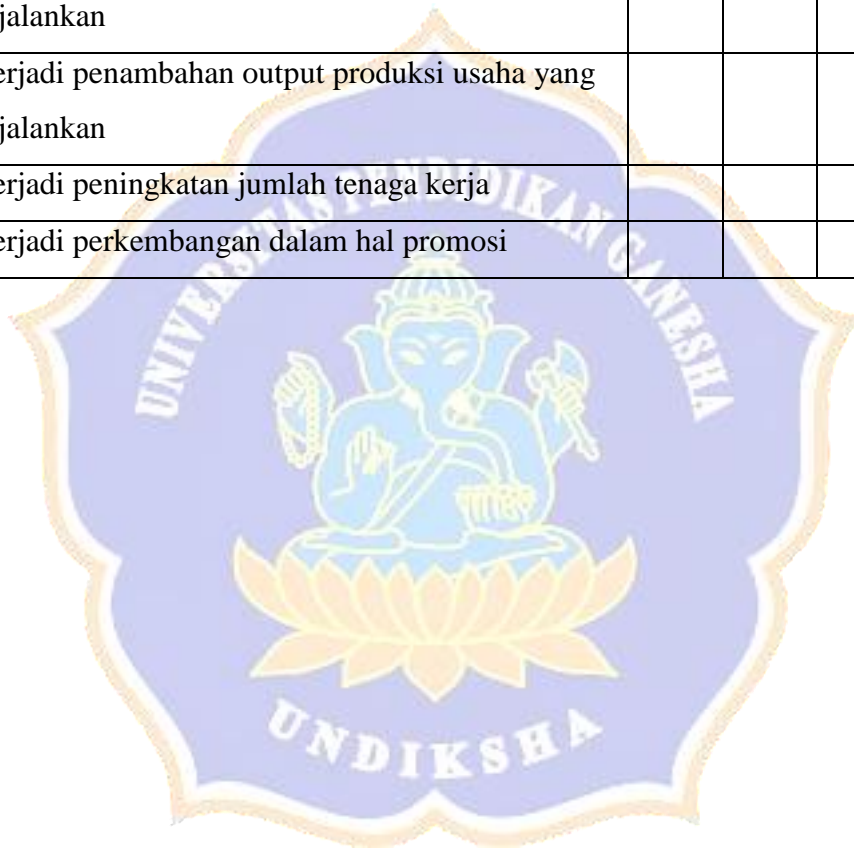 jalankan
erjadi penambahan output produksi usaha yang
jalankan
erjadi peningkatan jumlah tenaga kerja
erjadi perkembangan dalam hal promosi
UNIVERSITAS PENDIDIKAN GANESHA
UNDIKSHA